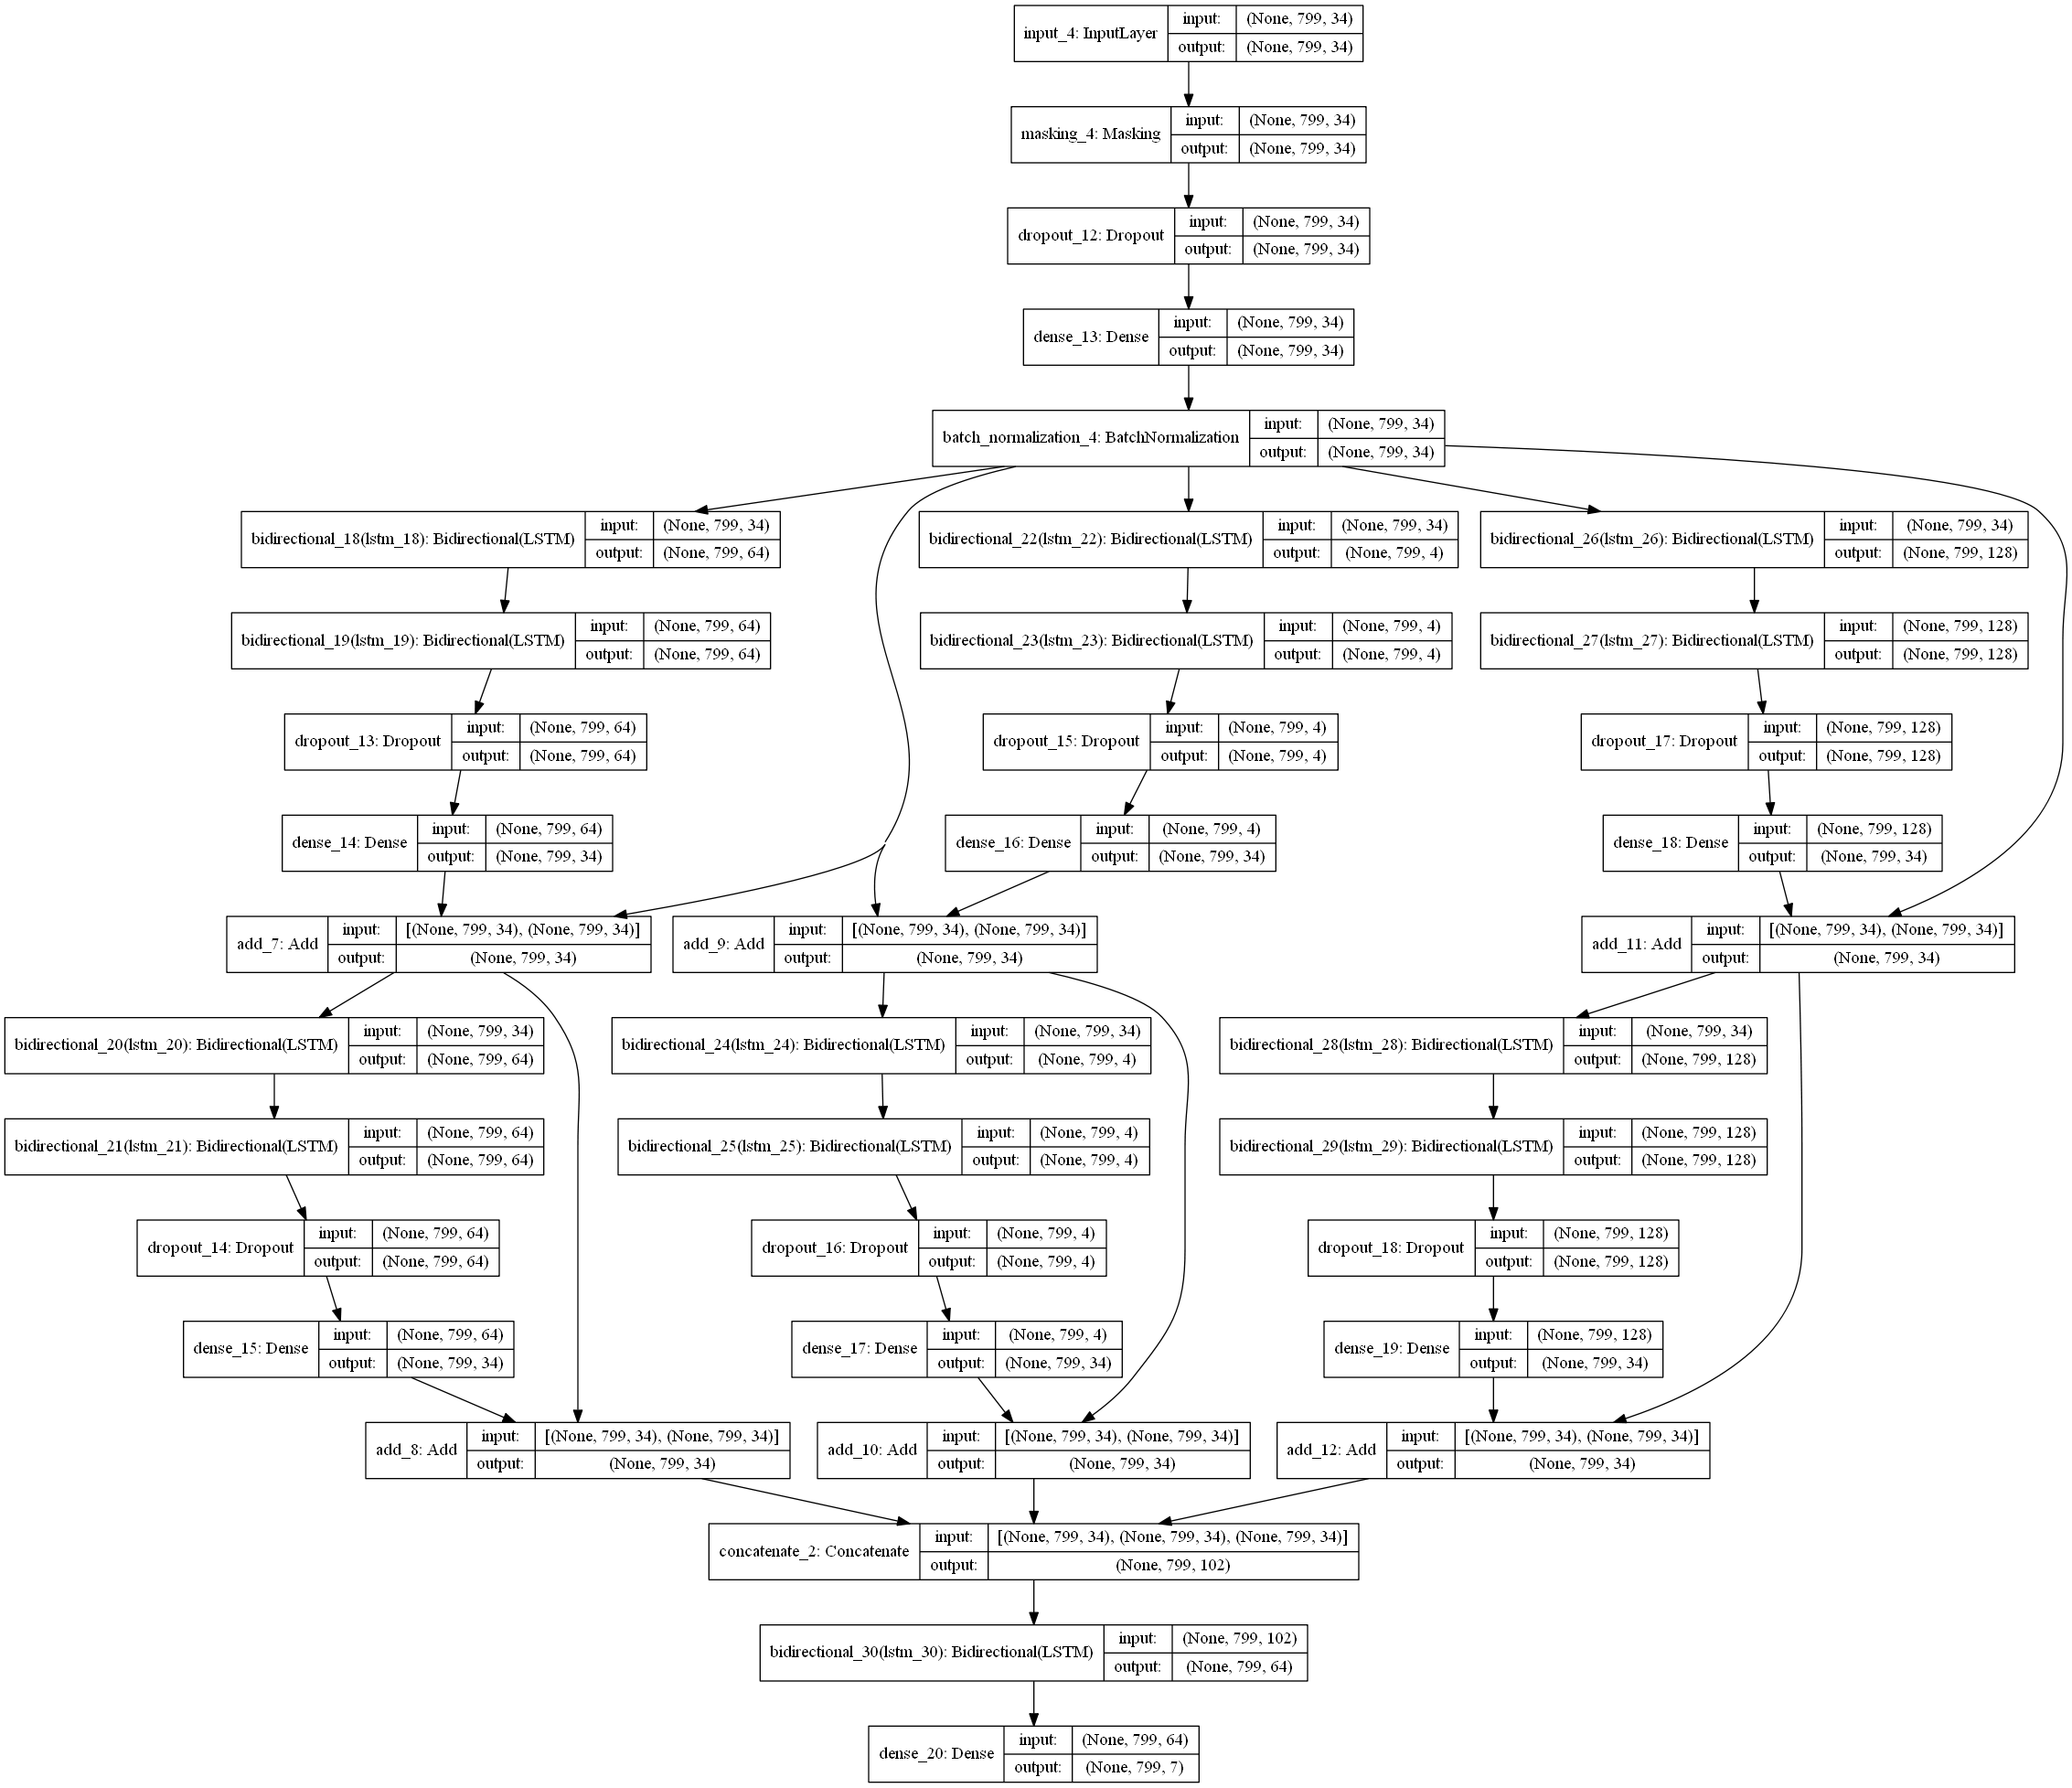 input_4: InputLayer
input: (None, 799, 34)
output: (None, 799, 34)
masking_4: Masking
input: (None, 799, 34)
output: (None, 799, 34)
dropout_12: Dropout
input: (None, 799, 34)
output: (None, 799, 34)
dense_13: Dense
input: (None, 799, 34)
output: (None, 799, 34)
batch_normalization_4: BatchNormalization
input: (None, 799, 34)
output: (None, 799, 34)
bidirectional_18(lstm_18): Bidirectional(LSTM)
input: (None, 799, 34)
output: (None, 799, 64)
bidirectional_22(lstm_22): Bidirectional(LSTM)
input: (None, 799, 34)
output: (None, 799, 4)
bidirectional_26(lstm_26): Bidirectional(LSTM)
input: (None, 799, 34)
output: (None, 799, 128)
bidirectional_19(lstm_19): Bidirectional(LSTM)
input: (None, 799, 64)
output: (None, 799, 64)
bidirectional_23(lstm_23): Bidirectional(LSTM)
input: (None, 799, 4)
output: (None, 799, 4)
bidirectional_27(lstm_27): Bidirectional(LSTM)
input: (None, 799, 128)
output: (None, 799, 128)
dropout_13: Dropout
input: (None, 799, 64)
output: (None, 799, 64)
dropout_15: Dropout
input: (None, 799, 4)
output: (None, 799, 4)
dropout_17: Dropout
input: (None, 799, 128)
output: (None, 799, 128)
dense_14: Dense
input: (None, 799, 64)
output: (None, 799, 34)
dense_16: Dense
input: (None, 799, 4)
output: (None, 799, 34)
dense_18: Dense
input: (None, 799, 128)
output: (None, 799, 34)
add_7: Add
input: [(None, 799, 34), (None, 799, 34)]
output: (None, 799, 34)
add_9: Add
input: [(None, 799, 34), (None, 799, 34)]
output: (None, 799, 34)
add_11: Add
input: [(None, 799, 34), (None, 799, 34)]
output: (None, 799, 34)
bidirectional_20(lstm_20): Bidirectional(LSTM)
input: (None, 799, 34)
output: (None, 799, 64)
bidirectional_24(lstm_24): Bidirectional(LSTM)
input: (None, 799, 34)
output: (None, 799, 4)
bidirectional_28(lstm_28): Bidirectional(LSTM)
input: (None, 799, 34)
output: (None, 799, 128)
bidirectional_21(lstm_21): Bidirectional(LSTM)
input: (None, 799, 64)
output: (None, 799, 64)
bidirectional_25(lstm_25): Bidirectional(LSTM)
input: (None, 799, 4)
output: (None, 799, 4)
bidirectional_29(lstm_29): Bidirectional(LSTM)
input: (None, 799, 128)
output: (None, 799, 128)
dropout_14: Dropout
input: (None, 799, 64)
output: (None, 799, 64)
dropout_16: Dropout
input: (None, 799, 4)
output: (None, 799, 4)
dropout_18: Dropout
input: (None, 799, 128)
output: (None, 799, 128)
dense_15: Dense
input: (None, 799, 64)
output: (None, 799, 34)
dense_17: Dense
input: (None, 799, 4)
output: (None, 799, 34)
dense_19: Dense
input: (None, 799, 128)
output: (None, 799, 34)
add_8: Add
input: [(None, 799, 34), (None, 799, 34)]
output: (None, 799, 34)
add_10: Add
input: [(None, 799, 34), (None, 799, 34)]
output: (None, 799, 34)
add_12: Add
input: [(None, 799, 34), (None, 799, 34)]
output: (None, 799, 34)
concatenate_2: Concatenate
input: [(None, 799, 34), (None, 799, 34), (None, 799, 34)]
output: (None, 799, 102)
bidirectional_30(lstm_30): Bidirectional(LSTM)
input: (None, 799, 102)
output: (None, 799, 64)
dense_20: Dense
input: (None, 799, 64)
output: (None, 799, 7)